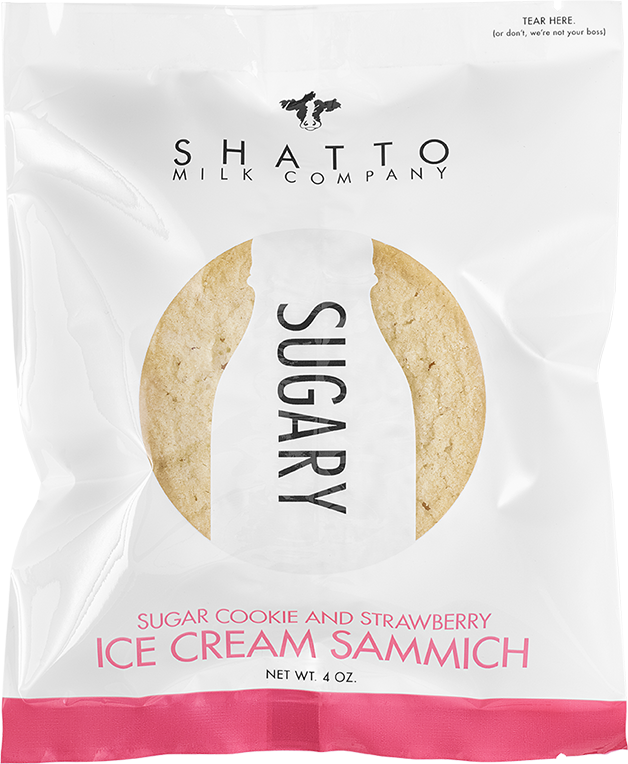 TEAR HERE.
(or don't, we're not your boss)
SHATTO
MILK COMPANY
SUGARY
SUGAR COOKIE AND STRAWBERRY
ICE CREAM SAMMICH
NET WT. 4 OZ.